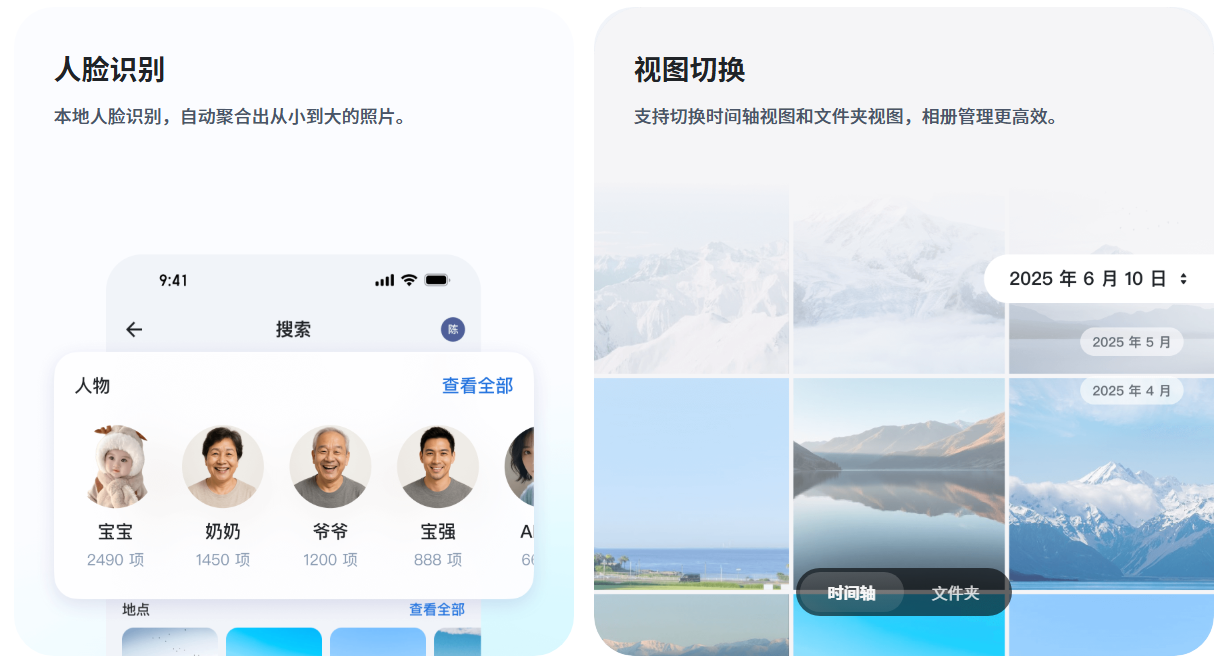 人脸识别
本地人脸识别，自动聚合出从小到大的照片。
9:41
搜索
陈
人物
查看全部
宝宝
奶奶
爷爷
宝强
2490 项
1450 项
1200 项
888 项
地点
查看全部
视图切换
支持切换时间轴视图和文件夹视图，相册管理更高效。
2025 年 6 月 10 日
2025 年 5 月
2025 年 4 月
时间轴
文件夹